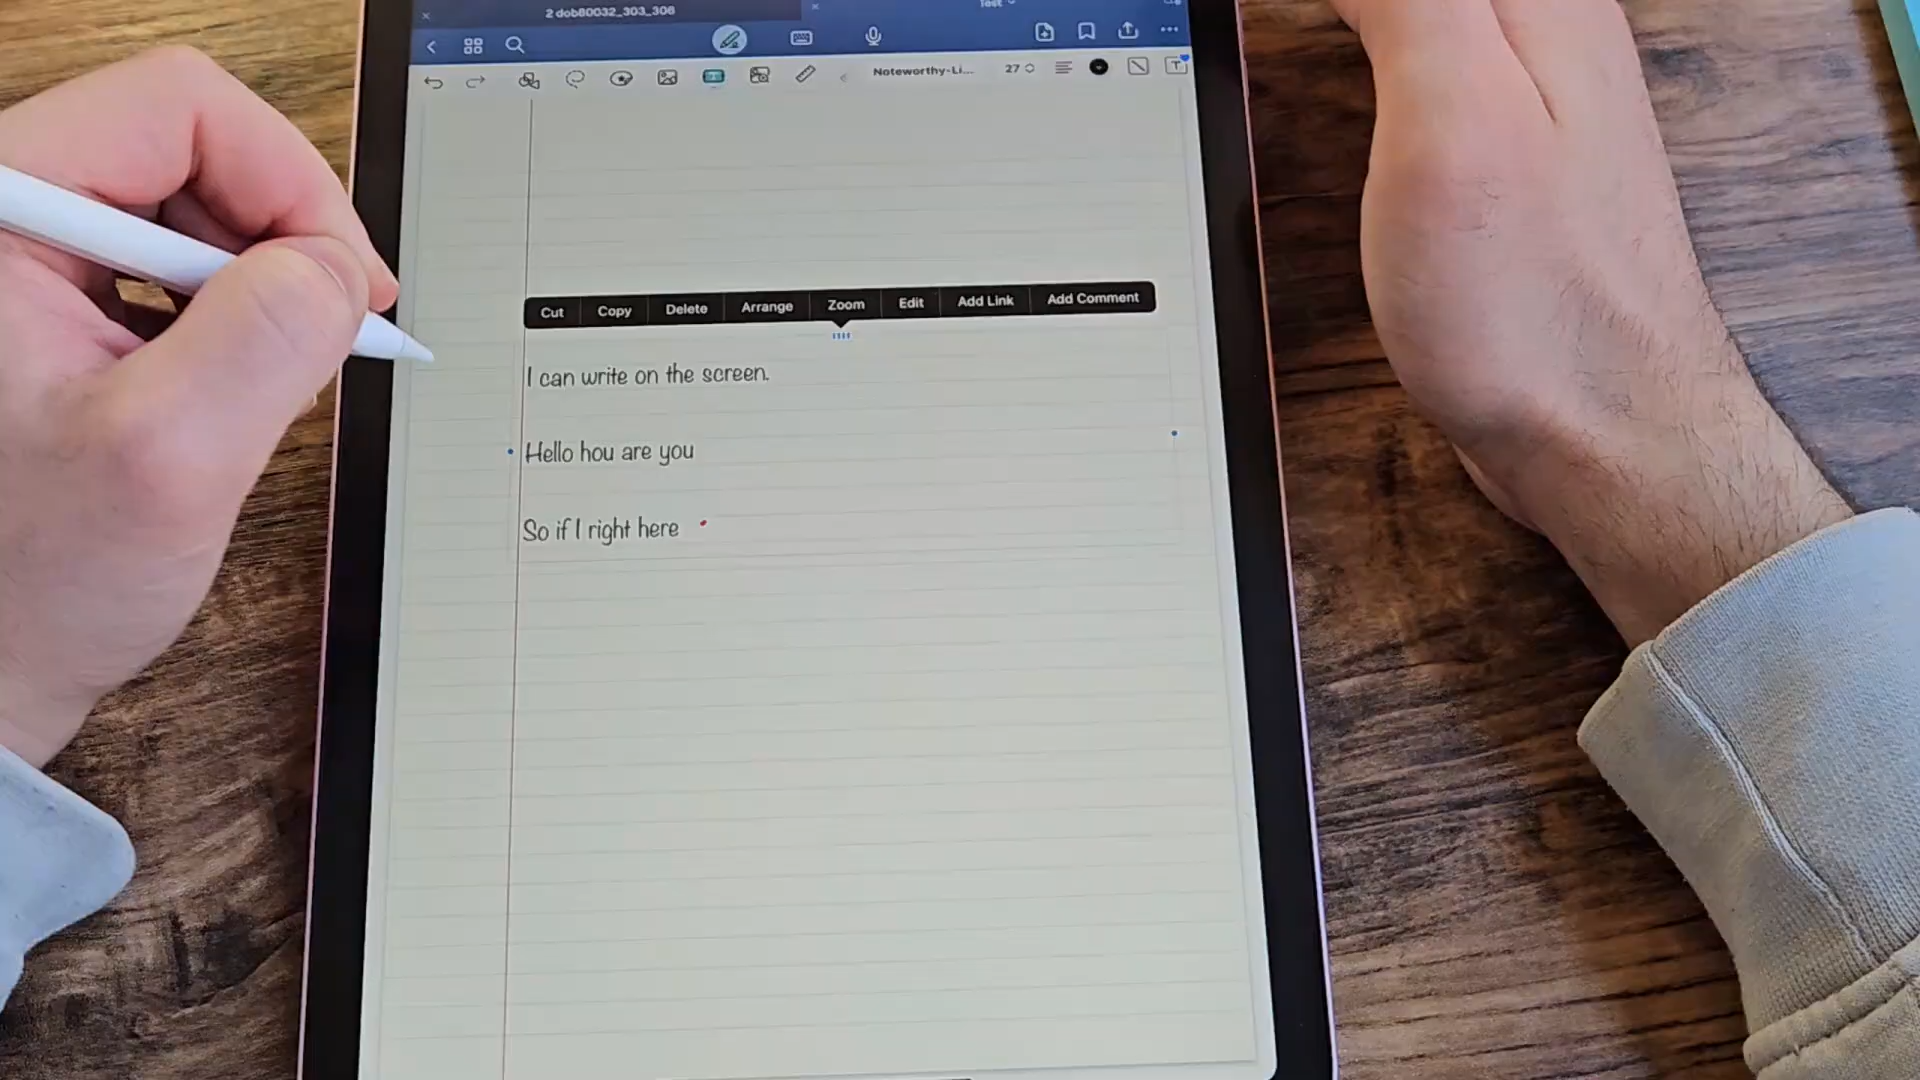 2 dob80032_303_306
Test
Noteworthy-Li... 27
Cut Copy Delete Arrange Zoom Edit Add Link Add Comment
I can write on the screen.
Hello hou are you
So if I right here